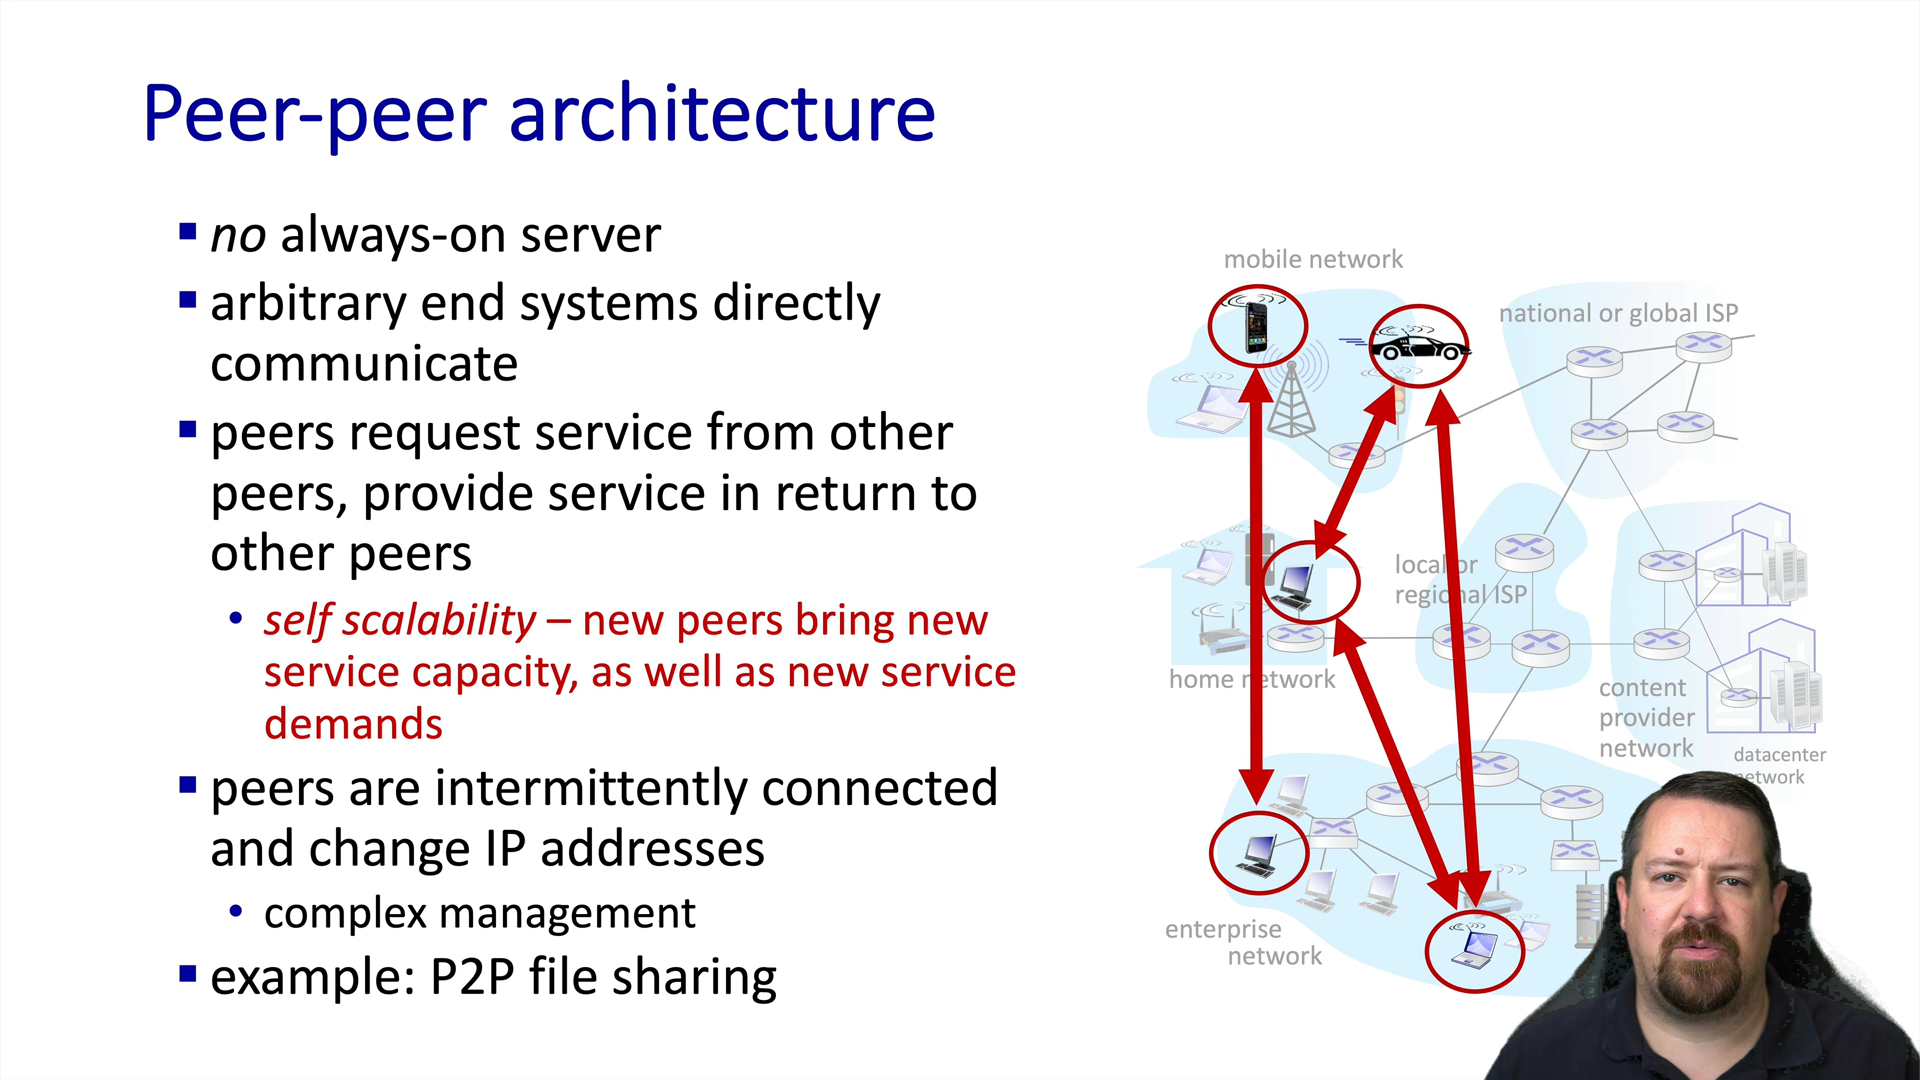 Peer-peer architecture
no always-on server
arbitrary end systems directly
communicate
peers request service from other
peers, provide service in return to
other peers
self scalability – new peers bring new
service capacity, as well as new service
demands
peers are intermittently connected
and change IP addresses
complex management
example: P2P file sharing
mobile network
national or global ISP
local or
regional ISP
home network
content
provider
network
datacenter
network
enterprise
network